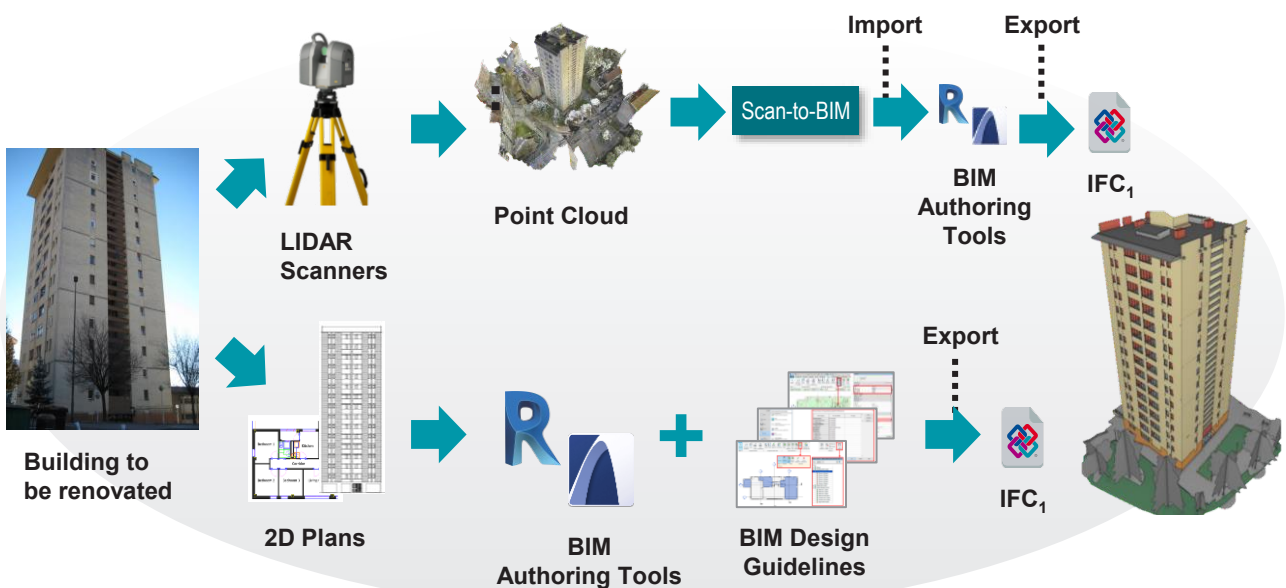 Import
Export
Scan-to-BIM
R
BIM
Authoring
Tools
IFC₁
Point Cloud
LIDAR
Scanners
Building to
be renovated
2D Plans
R
BIM
Authoring Tools
+
BIM Design
Guidelines
Export
IFC₁